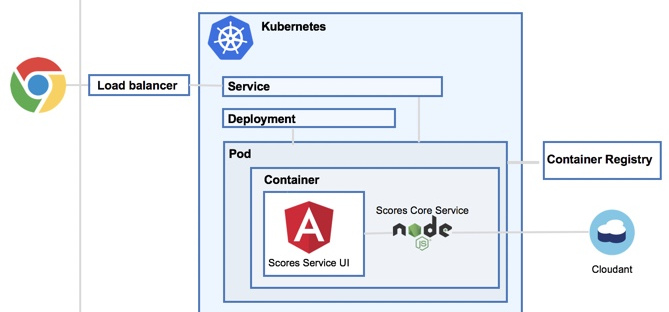 Kubernetes
Load balancer
Service
Deployment
Pod
Container Registry
Container
Scores Core Service
node
JS
A
Scores Service UI
Cloudant